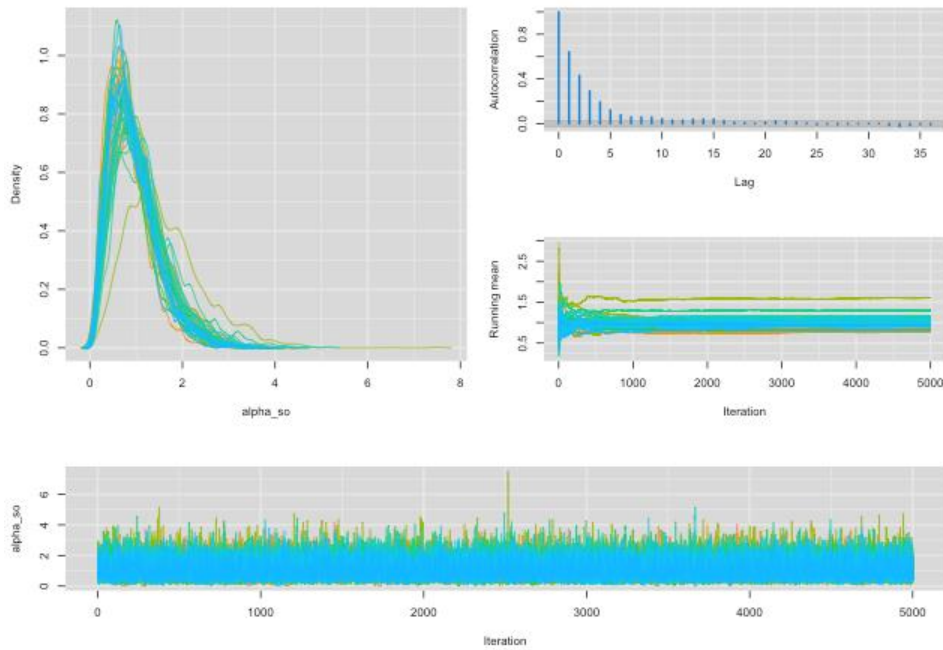 Density
0.0 0.2 0.4 0.6 0.8 1.0
0 2 4 6 8
alpha_so
Autocorrelation
0.0 0.4 0.8
0 5 10 15 20 25 30 35
Lag
Running mean
0.5 1.5 2.5
0 1000 2000 3000 4000 5000
Iteration
alpha_so
0 2 4 6
0 1000 2000 3000 4000 5000
Iteration